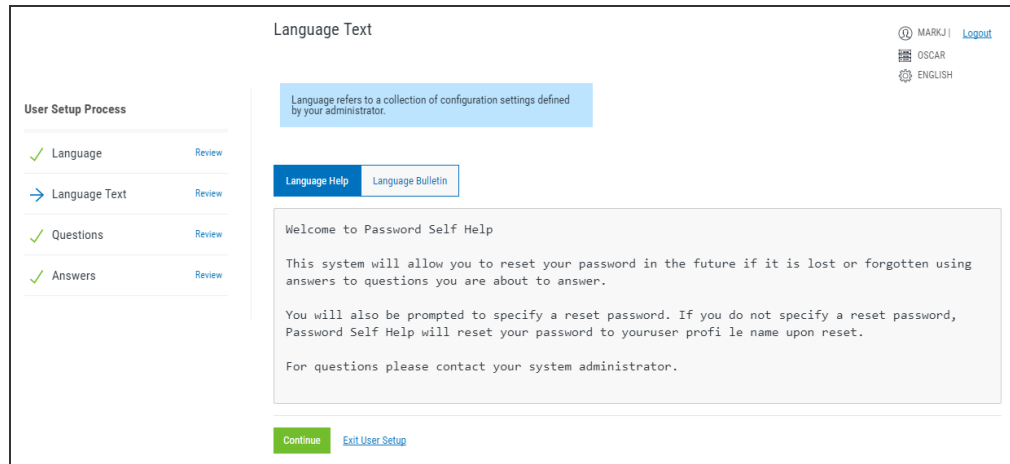 Language Text
MARKJ | Logout
OSCAR
ENGLISH
Language refers to a collection of configuration settings defined
by your administrator.
User Setup Process
Language Review
Language Text Review
Questions Review
Answers Review
Language Help Language Bulletin
Welcome to Password Self Help
This system will allow you to reset your password in the future if it is lost or forgotten using
answers to questions you are about to answer.
You will also be prompted to specify a reset password. If you do not specify a reset password,
Password Self Help will reset your password to youruser profi le name upon reset.
For questions please contact your system administrator.
Continue Exit User Setup